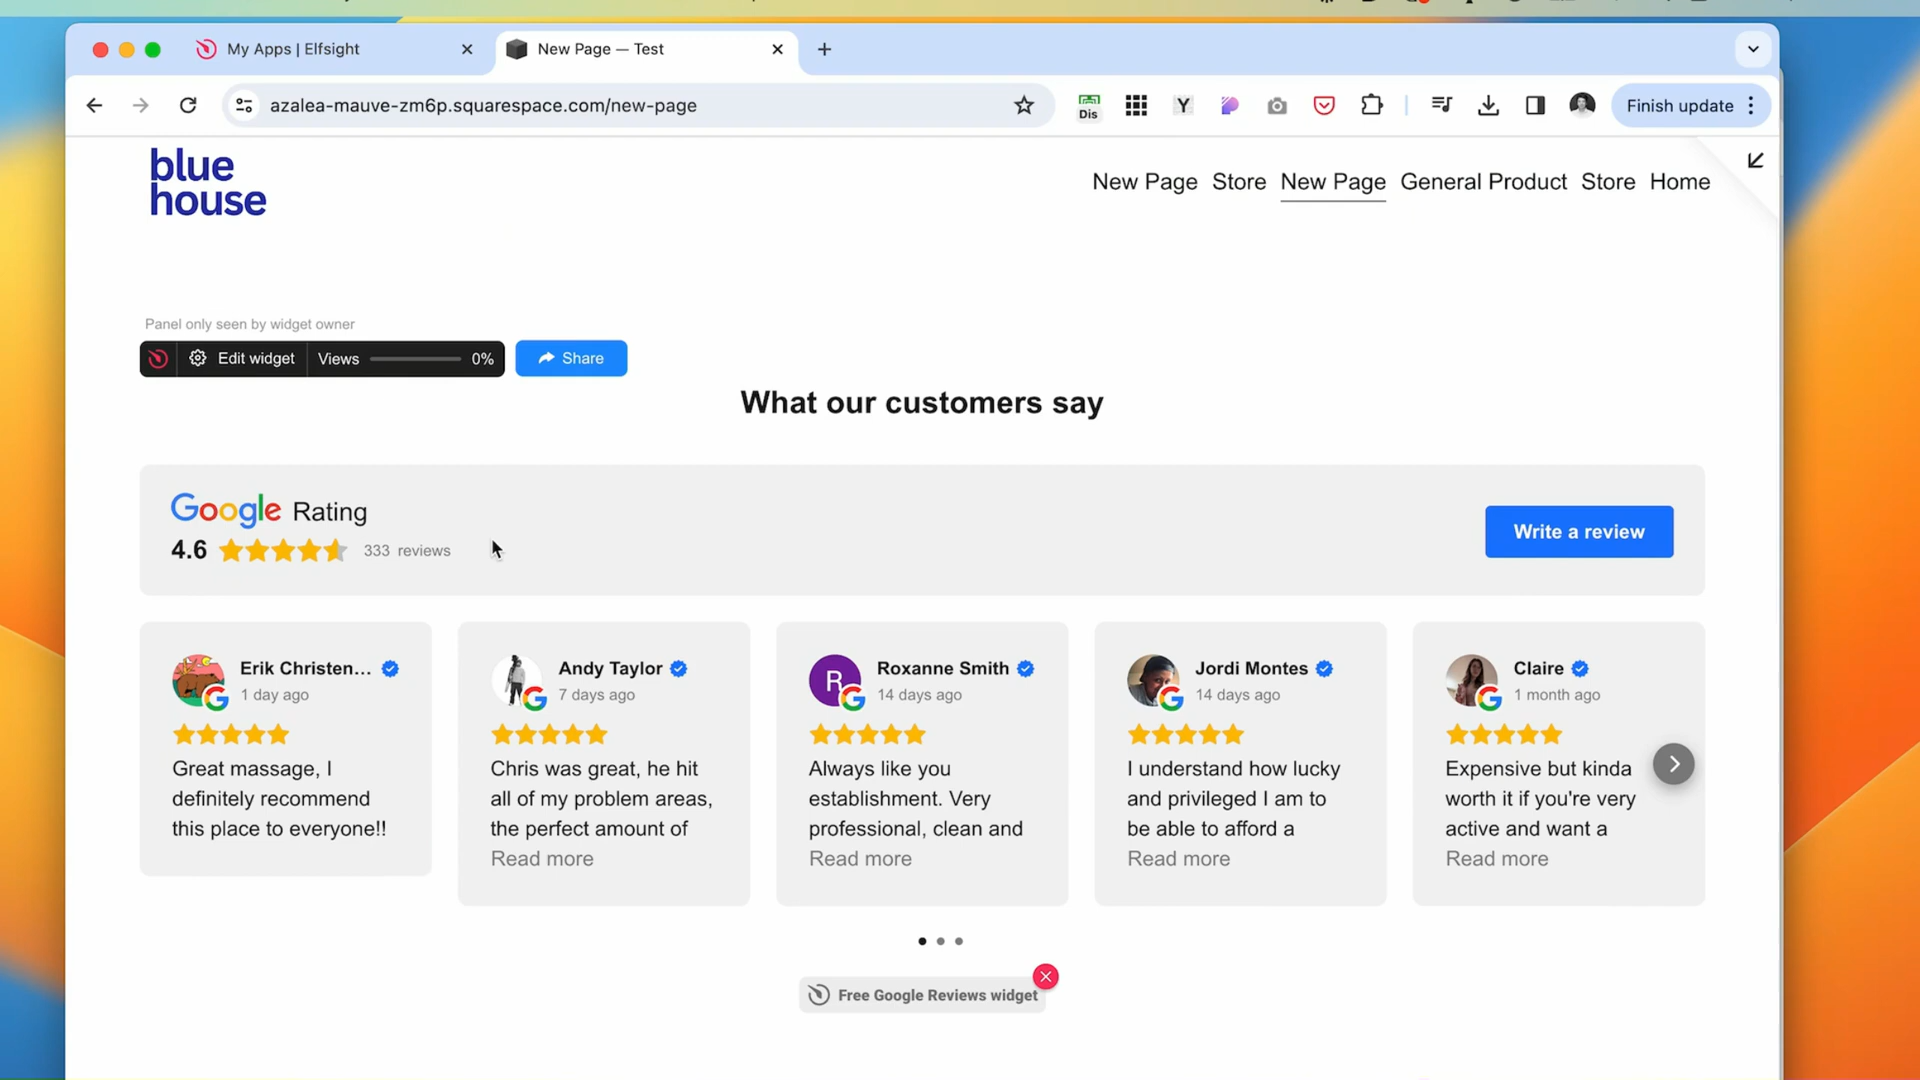 My Apps | Elfsight
New Page — Test
azalea-mauve-zm6p.squarespace.com/new-page
Dis
Y
Finish update
blue
house
New Page Store New Page General Product Store Home
Panel only seen by widget owner
Edit widget Views 0% Share
What our customers say
Google Rating
4.6 333 reviews
Write a review
Erik Christen...
1 day ago
Great massage, I
definitely recommend
this place to everyone!!
Andy Taylor
7 days ago
Chris was great, he hit
all of my problem areas,
the perfect amount of
Read more
R
Roxanne Smith
14 days ago
Always like you
establishment. Very
professional, clean and
Read more
Jordi Montes
14 days ago
I understand how lucky
and privileged I am to
be able to afford a
Read more
Claire
1 month ago
Expensive but kinda
worth it if you're very
active and want a
Read more
Free Google Reviews widget